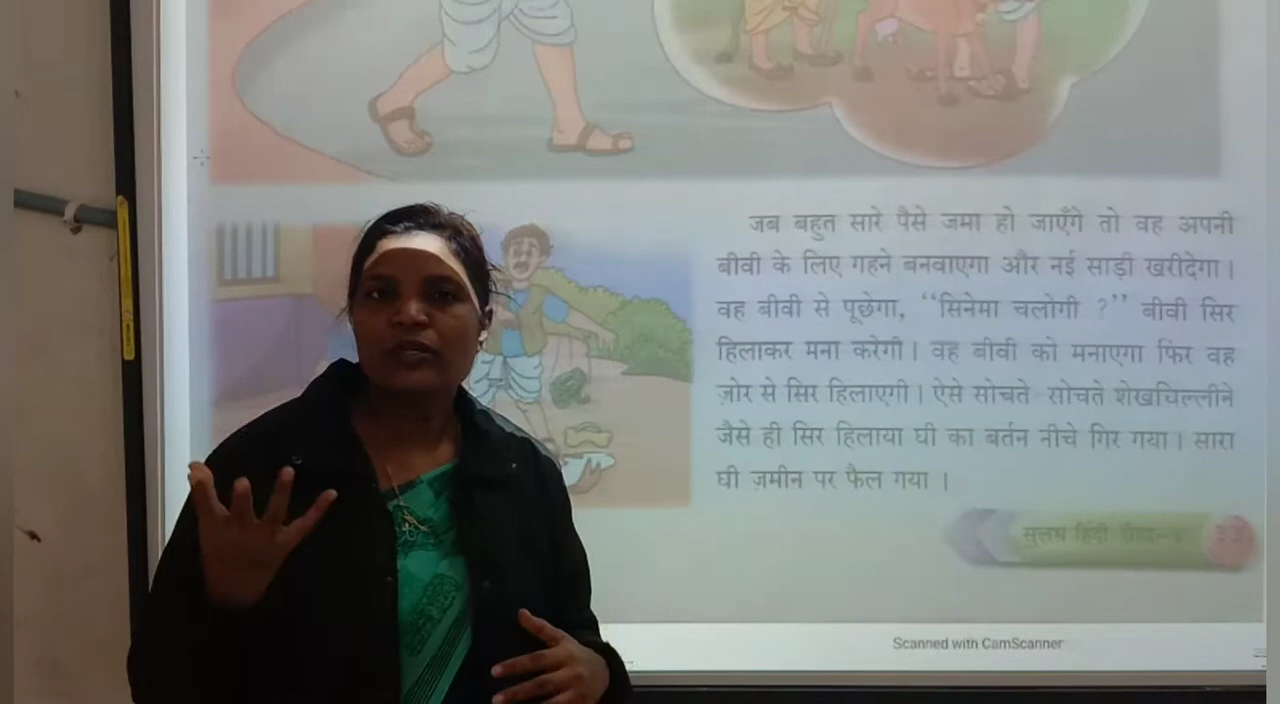 जब बहुत सारे पैसे जमा हो जाएँगे तो वह अपनी
बीवी के लिए गहने बनवाएगा और नई साड़ी खरीदेगा।
वह बीवी से पूछेगा, “सिनेमा चलोगी ?” बीवी सिर
हिलाकर मना करेगी। वह बीवी को मनाएगा फिर वह
ज़ोर से सिर हिलाएगी। ऐसे सोचते-सोचते शेखचिल्लीने
जैसे ही सिर हिलाया घी का बर्तन नीचे गिर गया। सारा
घी ज़मीन पर फैल गया।
सुलभ हिंदी
Scanned with CamScanner